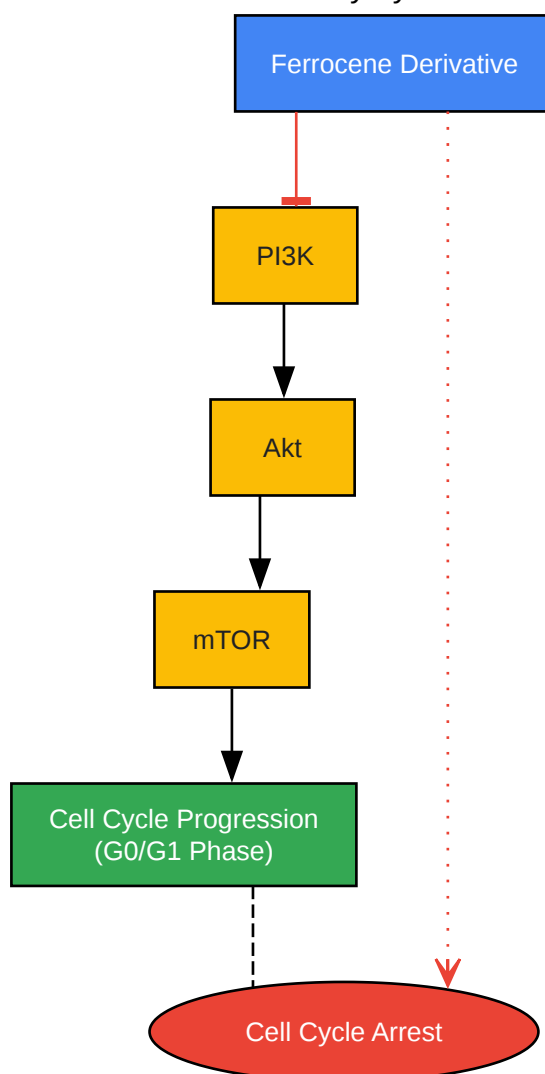 Ferrocene Derivative
PI3K
Akt
mTOR
Cell Cycle Progression
(G0/G1 Phase)
Cell Cycle Arrest